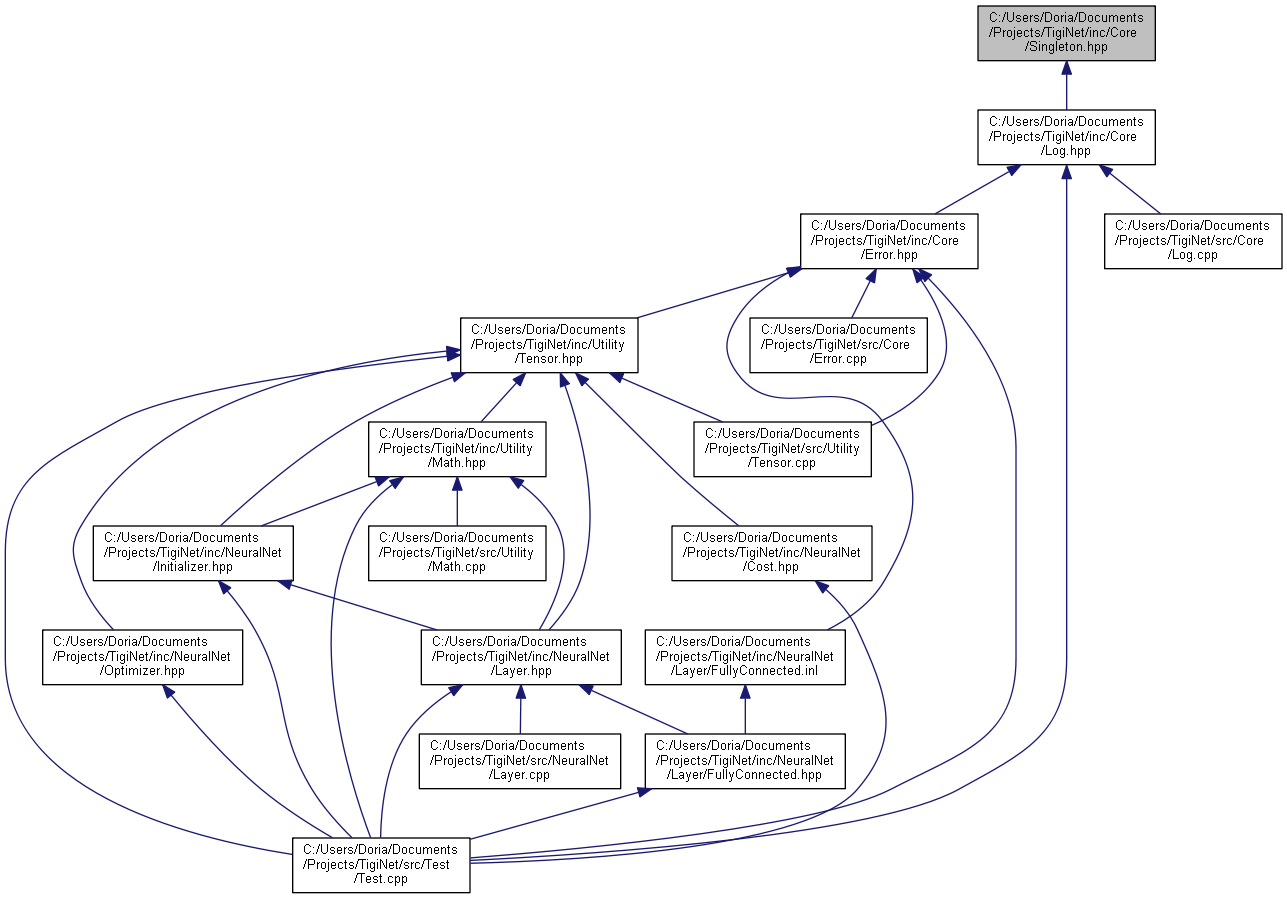 C:/Users/Doria/Documents
/Projects/TigiNet/inc/Core
/Singleton.hpp
C:/Users/Doria/Documents
/Projects/TigiNet/inc/Core
/Log.hpp
C:/Users/Doria/Documents
/Projects/TigiNet/inc/Core
/Error.hpp
C:/Users/Doria/Documents
/Projects/TigiNet/src/Core
/Log.cpp
C:/Users/Doria/Documents
/Projects/TigiNet/inc/Utility
/Tensor.hpp
C:/Users/Doria/Documents
/Projects/TigiNet/src/Core
/Error.cpp
C:/Users/Doria/Documents
/Projects/TigiNet/inc/Utility
/Math.hpp
C:/Users/Doria/Documents
/Projects/TigiNet/src/Utility
/Tensor.cpp
C:/Users/Doria/Documents
/Projects/TigiNet/inc/NeuralNet
/Initializer.hpp
C:/Users/Doria/Documents
/Projects/TigiNet/src/Utility
/Math.cpp
C:/Users/Doria/Documents
/Projects/TigiNet/inc/NeuralNet
/Cost.hpp
C:/Users/Doria/Documents
/Projects/TigiNet/inc/NeuralNet
/Optimizer.hpp
C:/Users/Doria/Documents
/Projects/TigiNet/inc/NeuralNet
/Layer.hpp
C:/Users/Doria/Documents
/Projects/TigiNet/inc/NeuralNet
/Layer/FullyConnected.inl
C:/Users/Doria/Documents
/Projects/TigiNet/src/NeuralNet
/Layer.cpp
C:/Users/Doria/Documents
/Projects/TigiNet/inc/NeuralNet
/Layer/FullyConnected.hpp
C:/Users/Doria/Documents
/Projects/TigiNet/src/Test
/Test.cpp